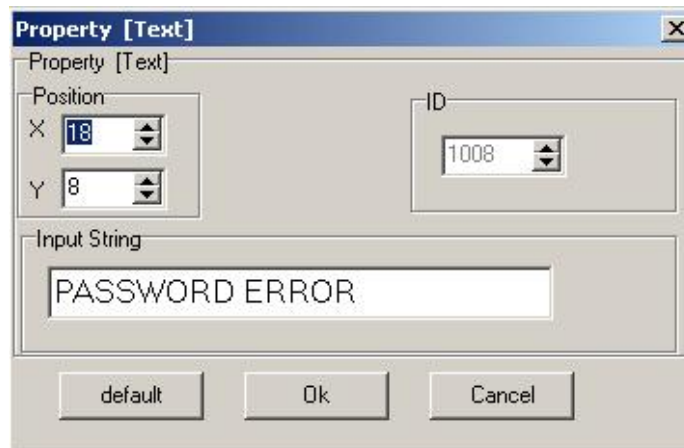 Property [Text]
Property [Text]
Position
X 18
Y 8
ID
1008
Input String
PASSWORD ERROR
default Ok Cancel